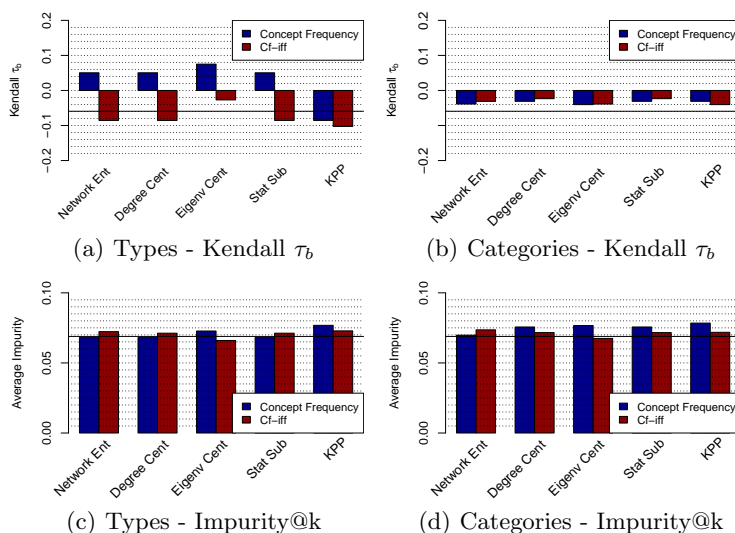 Kendall τb
−0.2 −0.1 0.0 0.1 0.2
Concept Frequency
Cf−iff
Network Ent
Degree Cent
Eigenv Cent
Stat Sub
KPP
(a) Types - Kendall τb
Kendall τb
−0.2 −0.1 0.0 0.1 0.2
Concept Frequency
Cf−iff
Network Ent
Degree Cent
Eigenv Cent
Stat Sub
KPP
(b) Categories - Kendall τb
Average Impurity
0.00 0.05 0.10
Concept Frequency
Cf−iff
Network Ent
Degree Cent
Eigenv Cent
Stat Sub
KPP
(c) Types - Impurity@k
Average Impurity
0.00 0.05 0.10
Concept Frequency
Cf−iff
Network Ent
Degree Cent
Eigenv Cent
Stat Sub
KPP
(d) Categories - Impurity@k